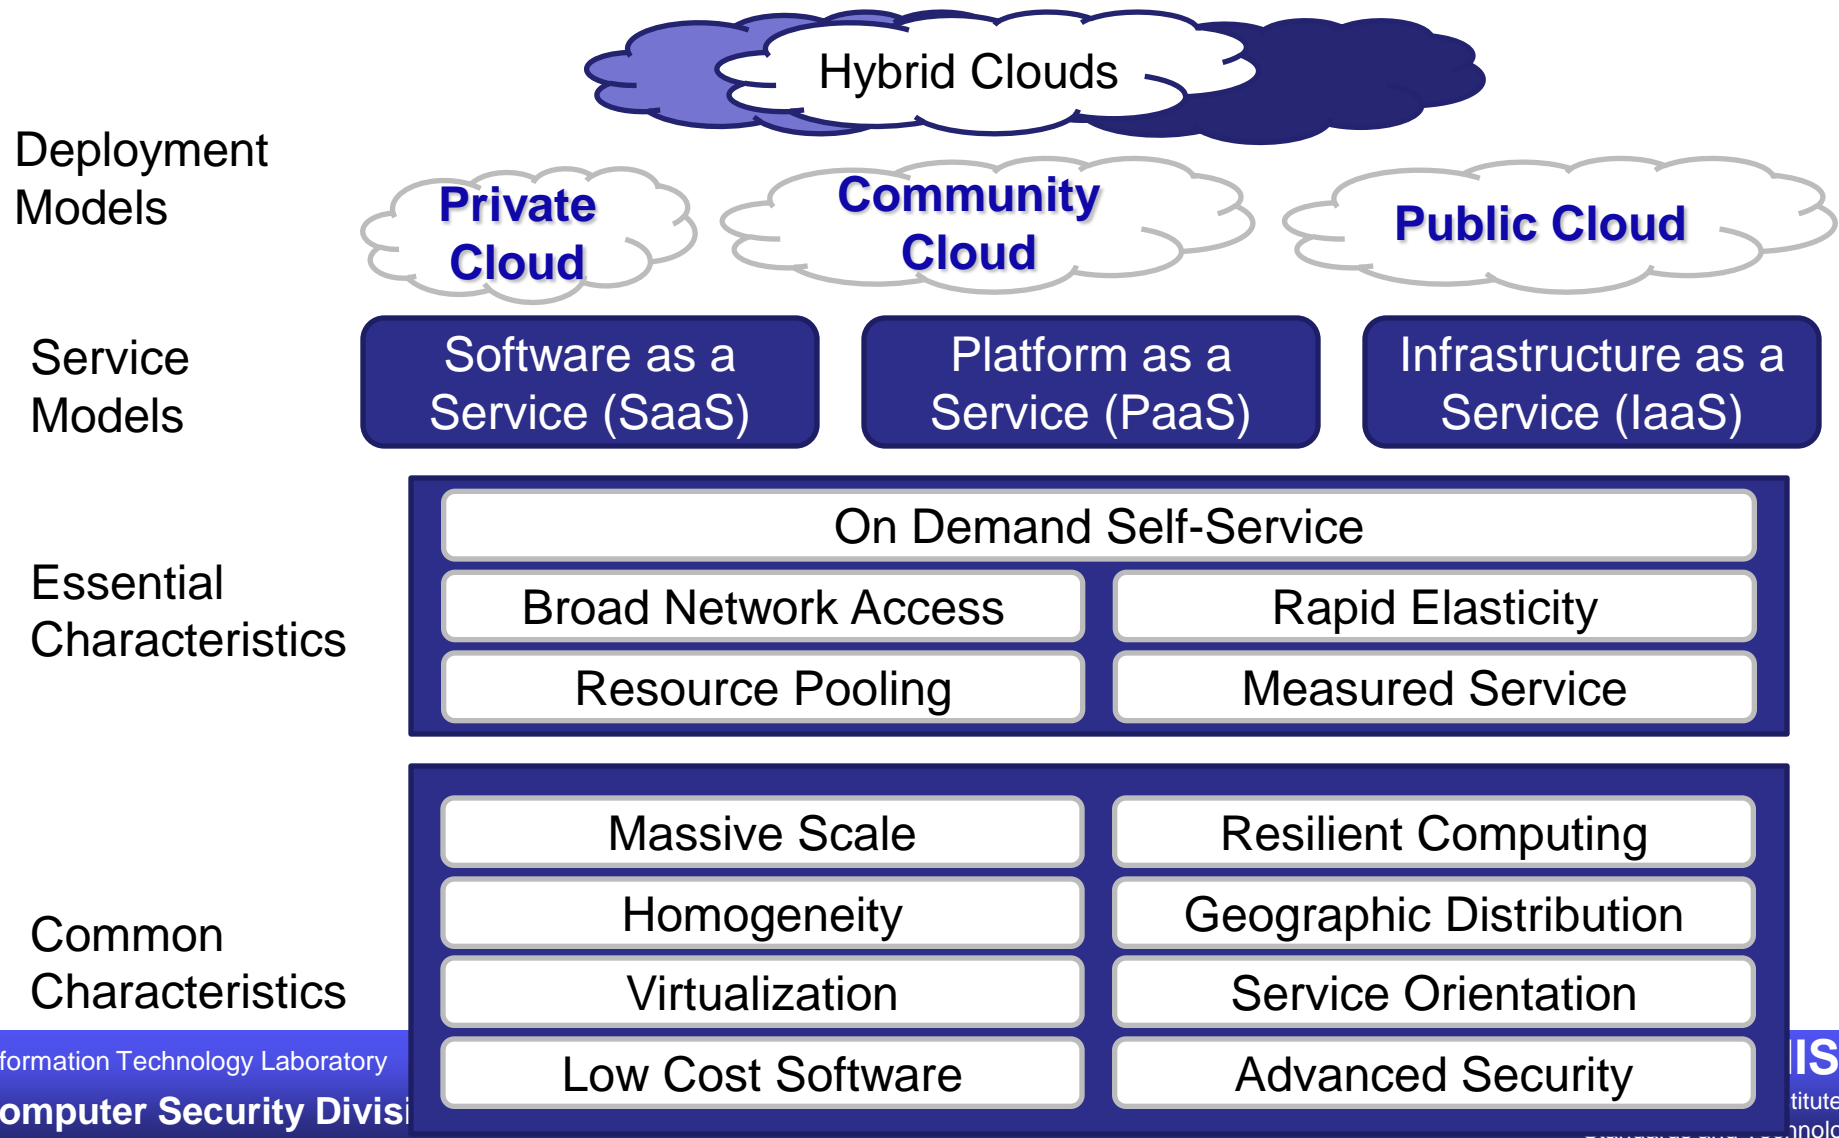 Hybrid Clouds
Deployment
Models
Private
Cloud
Community
Cloud
Public Cloud
Service
Models
Software as a
Service (SaaS)
Platform as a
Service (PaaS)
Infrastructure as a
Service (IaaS)
Essential
Characteristics
On Demand Self-Service
Broad Network Access
Rapid Elasticity
Resource Pooling
Measured Service
Common
Characteristics
Massive Scale
Resilient Computing
Homogeneity
Geographic Distribution
Virtualization
Service Orientation
Low Cost Software
Advanced Security
formation Technology Laboratory
omputer Security Divisi
IIS
titute